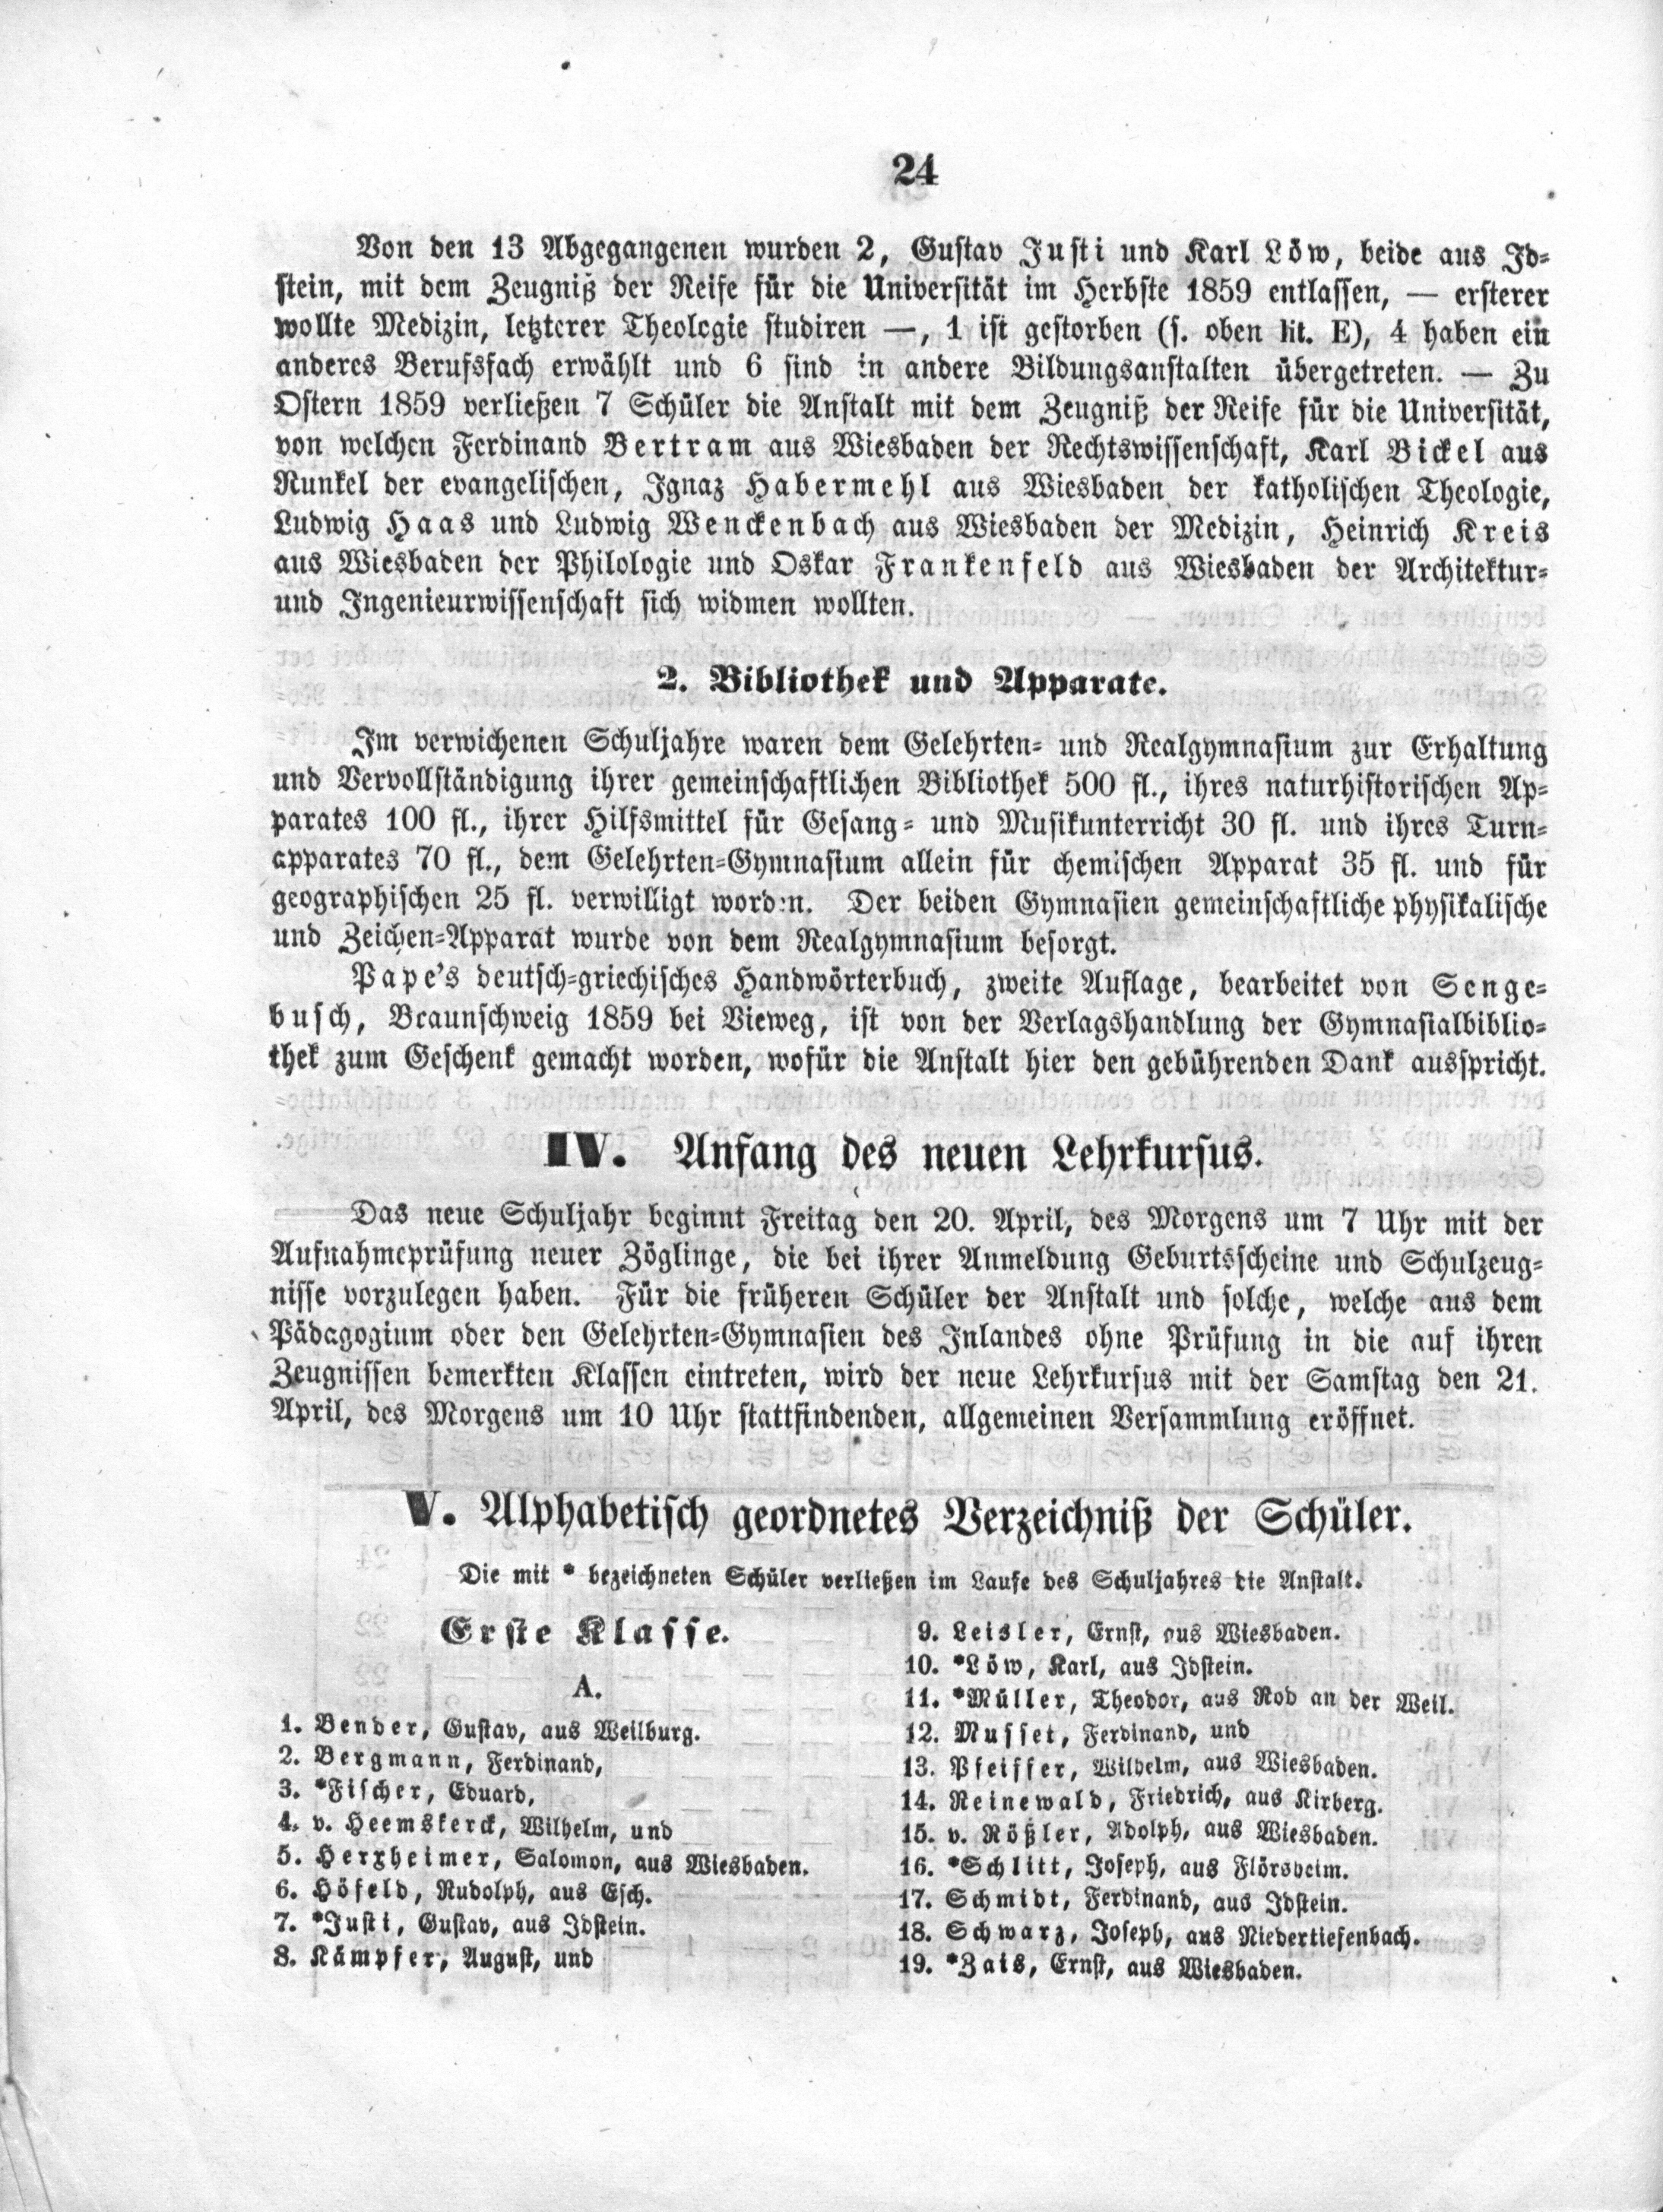 24
Von den 13 Abgegangenen wurden 2, Gustav Justi und Karl Löw, beide aus Id-
stein, mit dem Zeugniß der Reife für die Universität im Herbste 1859 entlassen, — ersterer
wollte Medizin, letzterer Theologie studiren —, 1 ist gestorben (s. oben lit. E), 4 haben ein
anderes Berufsfach erwählt und 6 sind in andere Bildungsanstalten übergetreten. — Zu
Ostern 1859 verließen 7 Schüler die Anstalt mit dem Zeugniß der Reife für die Universität,
von welchen Ferdinand Bertram aus Wiesbaden der Rechtswissenschaft, Karl Bickel aus
Runkel der evangelischen, Ignaz Habermehl aus Wiesbaden der katholischen Theologie,
Ludwig Haas und Ludwig Wenckenbach aus Wiesbaden der Medizin, Heinrich Kreis
aus Wiesbaden der Philologie und Oskar Frankenfeld aus Wiesbaden der Architektur-
und Ingenieurwissenschaft sich widmen wollten.
2. Bibliothek und Apparate.
Im verwichenen Schuljahre waren dem Gelehrten- und Realgymnasium zur Erhaltung
und Vervollständigung ihrer gemeinschaftlichen Bibliothek 500 fl., ihres naturhistorischen Ap-
parates 100 fl., ihrer Hilfsmittel für Gesang- und Musikunterricht 30 fl. und ihres Turn-
apparates 70 fl., dem Gelehrten-Gymnasium allein für chemischen Apparat 35 fl. und für
geographischen 25 fl. verwilligt worden. Der beiden Gymnasien gemeinschaftliche physikalische
und Zeichen-Apparat wurde von dem Realgymnasium besorgt.
Pape's deutsch-griechisches Handwörterbuch, zweite Auflage, bearbeitet von Senge-
busch, Braunschweig 1859 bei Vieweg, ist von der Verlagshandlung der Gymnasialbiblio-
thek zum Geschenk gemacht worden, wofür die Anstalt hier den gebührenden Dank ausspricht.
IV. Anfang des neuen Lehrkursus.
Das neue Schuljahr beginnt Freitag den 20. April, des Morgens um 7 Uhr mit der
Aufnahmeprüfung neuer Zöglinge, die bei ihrer Anmeldung Geburtsscheine und Schulzeug-
nisse vorzulegen haben. Für die früheren Schüler der Anstalt und solche, welche aus dem
Pädagogium oder den Gelehrten-Gymnasien des Inlandes ohne Prüfung in die auf ihren
Zeugnissen bemerkten Klassen eintreten, wird der neue Lehrkursus mit der Samstag den 21.
April, des Morgens um 10 Uhr stattfindenden, allgemeinen Versammlung eröffnet.
V. Alphabetisch geordnetes Verzeichniß der Schüler.
Die mit * bezeichneten Schüler verließen im Laufe des Schuljahres die Anstalt.
Erste Klasse.
A.
1. Bender, Gustav, aus Weilburg.
2. Bergmann, Ferdinand,
3. *Fischer, Eduard,
4. v. Heemskerck, Wilhelm, und
5. Herxheimer, Salomon, aus Wiesbaden.
6. Höfeld, Rudolph, aus Esch.
7. *Justi, Gustav, aus Idstein.
8. Kämpfer, August, und
9. Leisler, Ernst, aus Wiesbaden.
10. *Löw, Karl, aus Idstein.
11. *Müller, Theodor, aus Rod an der Weil.
12. Musset, Ferdinand, und
13. Pfeiffer, Wilhelm, aus Wiesbaden.
14. Reinewald, Friedrich, aus Kirberg.
15. v. Rößler, Adolph, aus Wiesbaden.
16. *Schlitt, Joseph, aus Flörsheim.
17. Schmidt, Ferdinand, aus Idstein.
18. Schwarz, Joseph, aus Niedertiefenbach.
19. *Zais, Ernst, aus Wiesbaden.